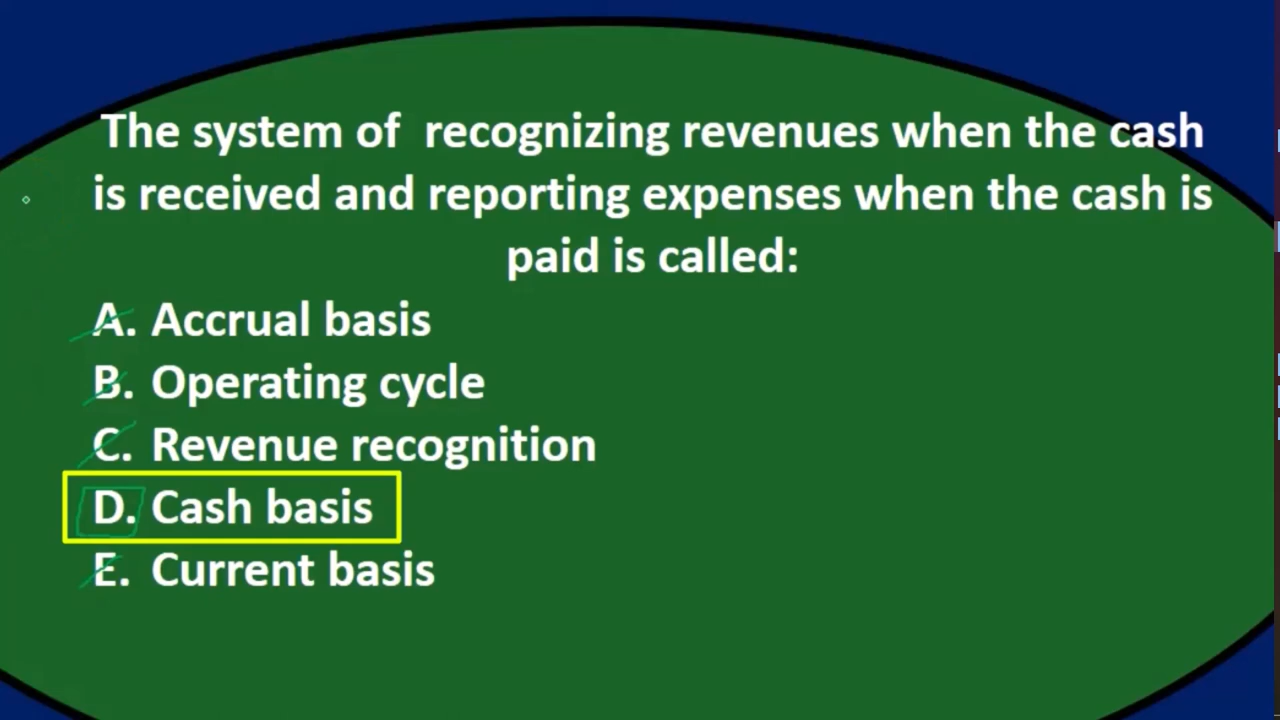 The system of recognizing revenues when the cash
is received and reporting expenses when the cash is
paid is called:
A. Accrual basis
B. Operating cycle
C. Revenue recognition
D. Cash basis
E. Current basis